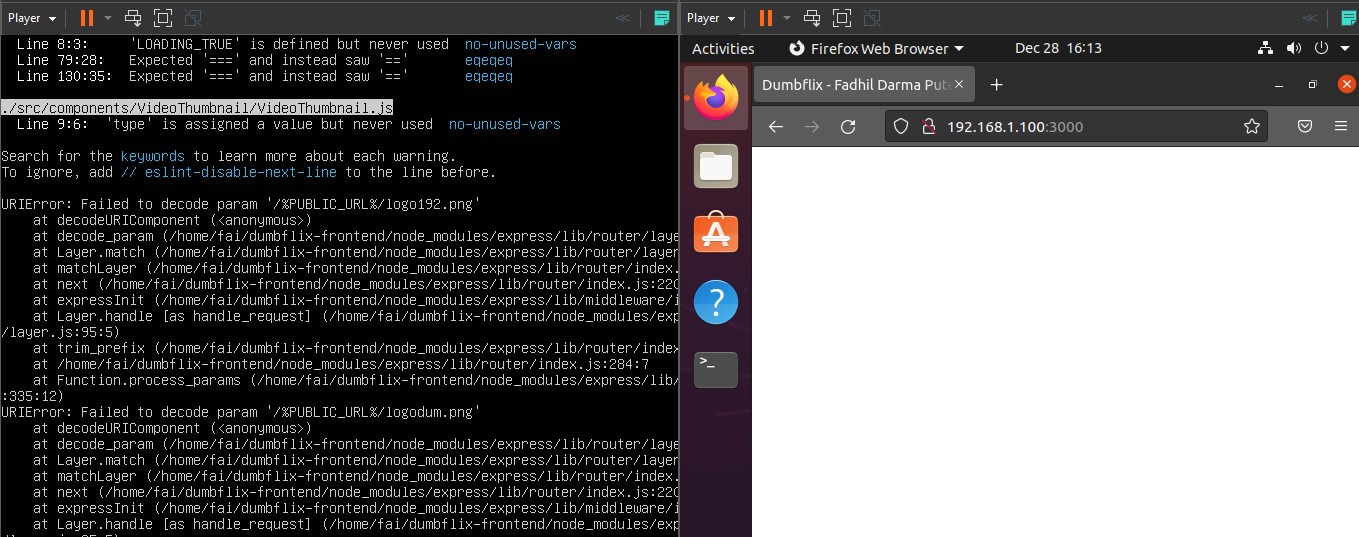 Player
Line 8:3: 'LOADING_TRUE' is defined but never used no-unused-vars
Line 79:28: Expected '===' and instead saw '==' eqeqeq
Line 130:35: Expected '===' and instead saw '==' eqeqeq
./src/components/VideoThumbnail/VideoThumbnail.js
Line 9:6: 'type' is assigned a value but never used no-unused-vars
Search for the keywords to learn more about each warning.
To ignore, add // eslint-disable-next-line to the line before.
URIError: Failed to decode param '/%PUBLIC_URL%/logo192.png'
at decodeURIComponent (<anonymous>)
at decode_param (/home/fai/dumbflix-frontend/node_modules/express/lib/router/laye
at Layer.match (/home/fai/dumbflix-frontend/node_modules/express/lib/router/layer
at matchLayer (/home/fai/dumbflix-frontend/node_modules/express/lib/router/index.
at next (/home/fai/dumbflix-frontend/node_modules/express/lib/router/index.js:220
at expressInit (/home/fai/dumbflix-frontend/node_modules/express/lib/middleware/i
at Layer.handle [as handle_request] (/home/fai/dumbflix-frontend/node_modules/exp
/layer.js:95:5)
at trim_prefix (/home/fai/dumbflix-frontend/node_modules/express/lib/router/index
at /home/fai/dumbflix-frontend/node_modules/express/lib/router/index.js:284:7
at Function.process_params (/home/fai/dumbflix-frontend/node_modules/express/lib/
:335:12)
URIError: Failed to decode param '/%PUBLIC_URL%/logodum.png'
at decodeURIComponent (<anonymous>)
at decode_param (/home/fai/dumbflix-frontend/node_modules/express/lib/router/laye
at Layer.match (/home/fai/dumbflix-frontend/node_modules/express/lib/router/layer
at matchLayer (/home/fai/dumbflix-frontend/node_modules/express/lib/router/index.
at next (/home/fai/dumbflix-frontend/node_modules/express/lib/router/index.js:220
at expressInit (/home/fai/dumbflix-frontend/node_modules/express/lib/middleware/i
at Layer.handle [as handle_request] (/home/fai/dumbflix-frontend/node_modules/exp
Player
Activities Firefox Web Browser Dec 28 16:13
Dumbflix - Fadhil Darma Pute
192.168.1.100:3000